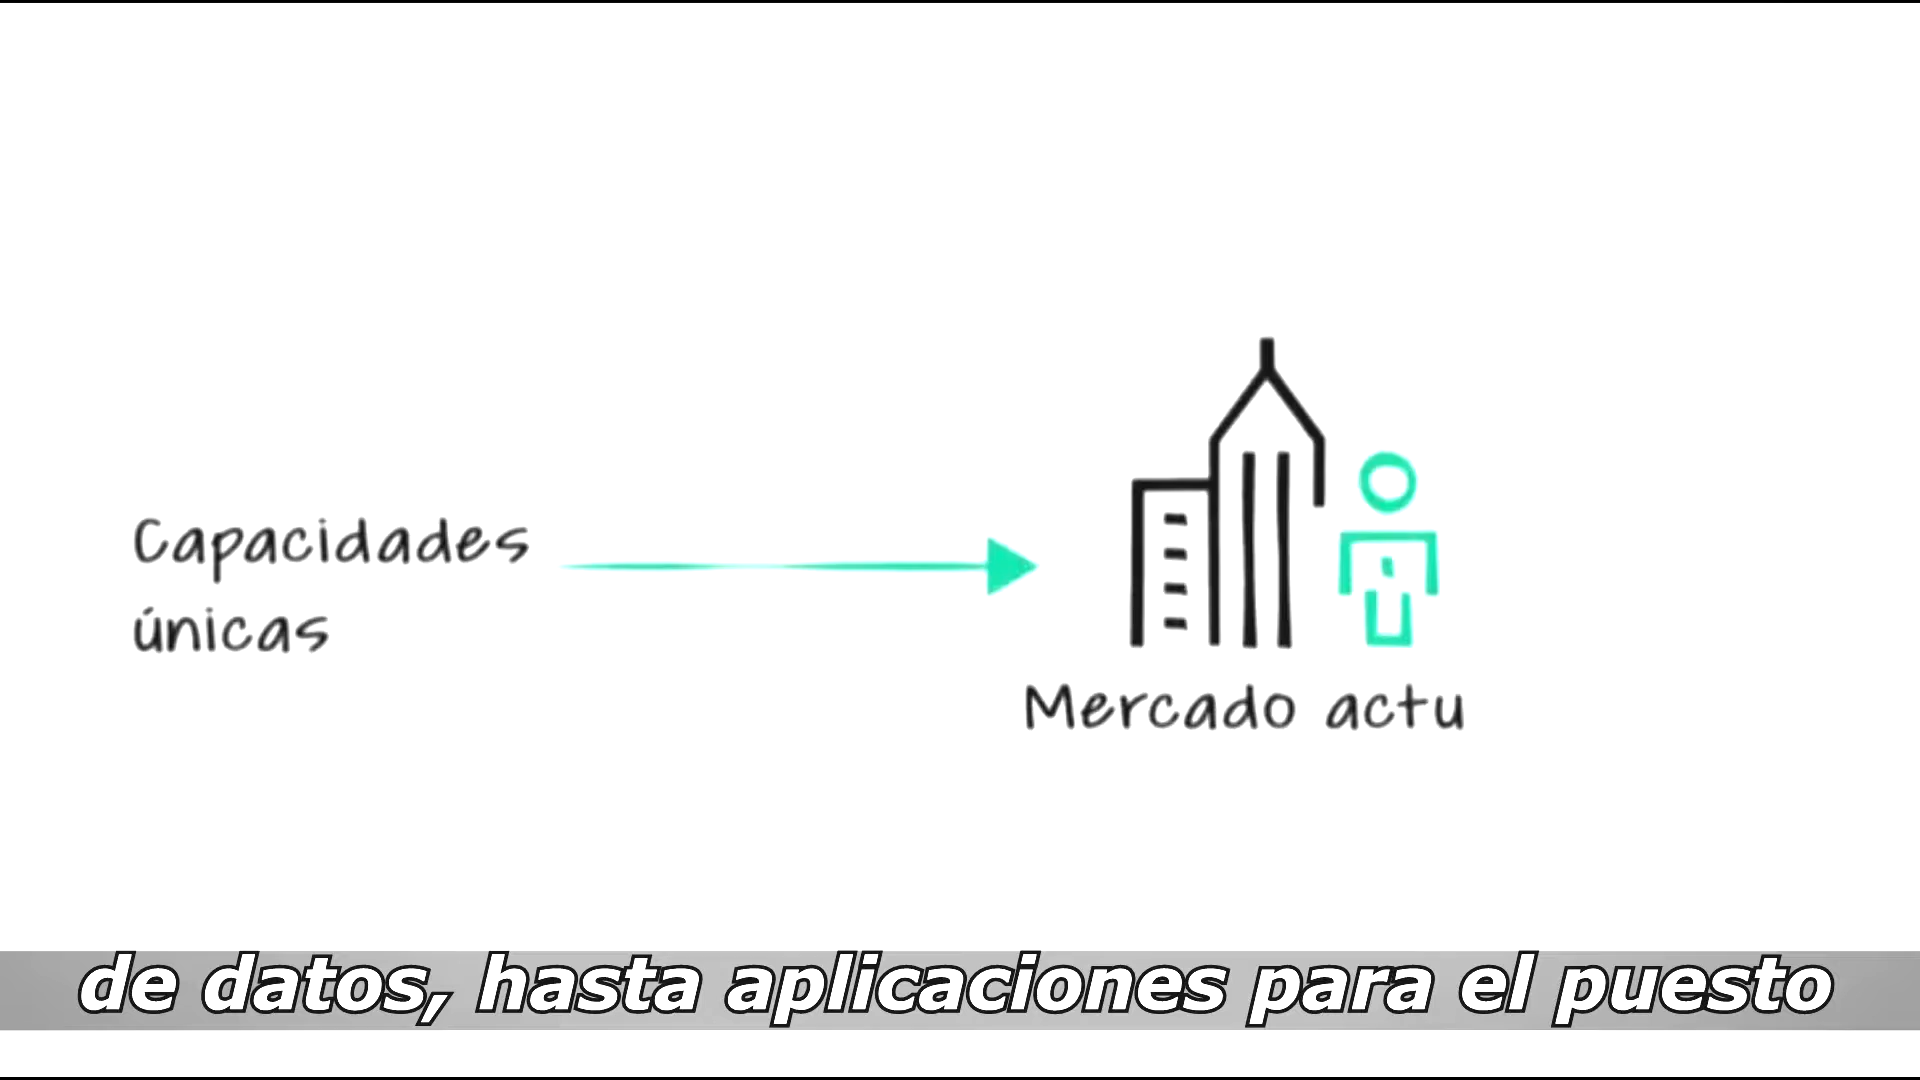 Capacidades
únicas
Mercado actu
de datos, hasta aplicaciones para el puesto